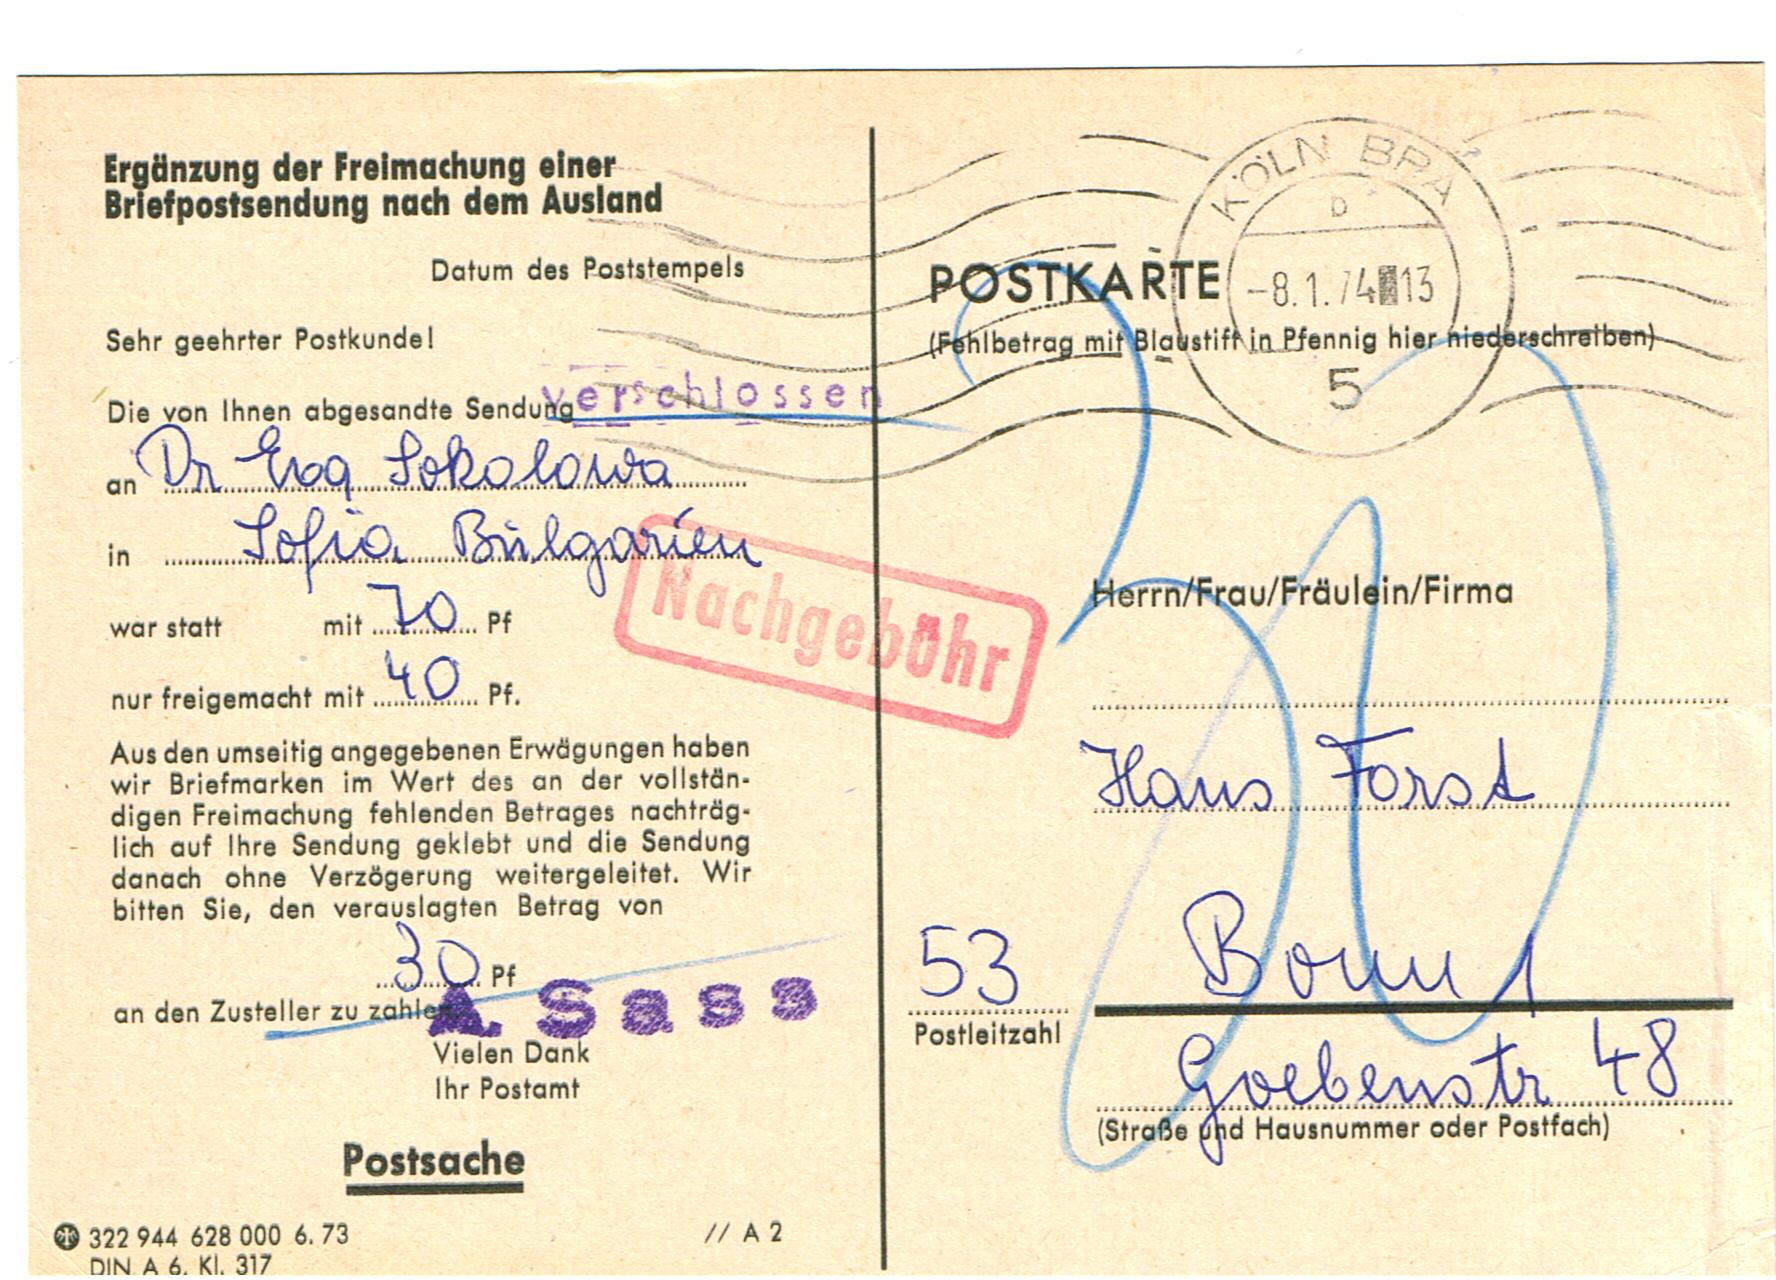 Ergänzung der Freimachung einer
Briefpostsendung nach dem Ausland
Datum des Poststempels
Sehr geehrter Postkunde!
Die von Ihnen abgesandte Sendung verschlossen
an Dr Eva Sokolowa
in Sofia Bulgarien
war statt mit 70 Pf
nur freigemacht mit 40 Pf.
Aus den umseitig angegebenen Erwägungen haben
wir Briefmarken im Wert des an der vollstän-
digen Freimachung fehlenden Betrages nachträg-
lich auf Ihre Sendung geklebt und die Sendung
danach ohne Verzögerung weitergeleitet. Wir
bitten Sie, den verauslagten Betrag von
30 Pf
an den Zusteller zu zahlen.
A. Sass
Vielen Dank
Ihr Postamt
Postsache
322 944 628 000 6. 73
DIN A 6, Kl. 317
// A 2
Nachgebühr
KÖLN BPA
D
-8.1.74 13
5
POSTKARTE
(Fehlbetrag mit Blaustift in Pfennig hier niederschreiben)
30
Herrn/Frau/Fräulein/Firma
Hans Forst
53 Bonn 1
Postleitzahl
Goebenstr 48
(Straße und Hausnummer oder Postfach)